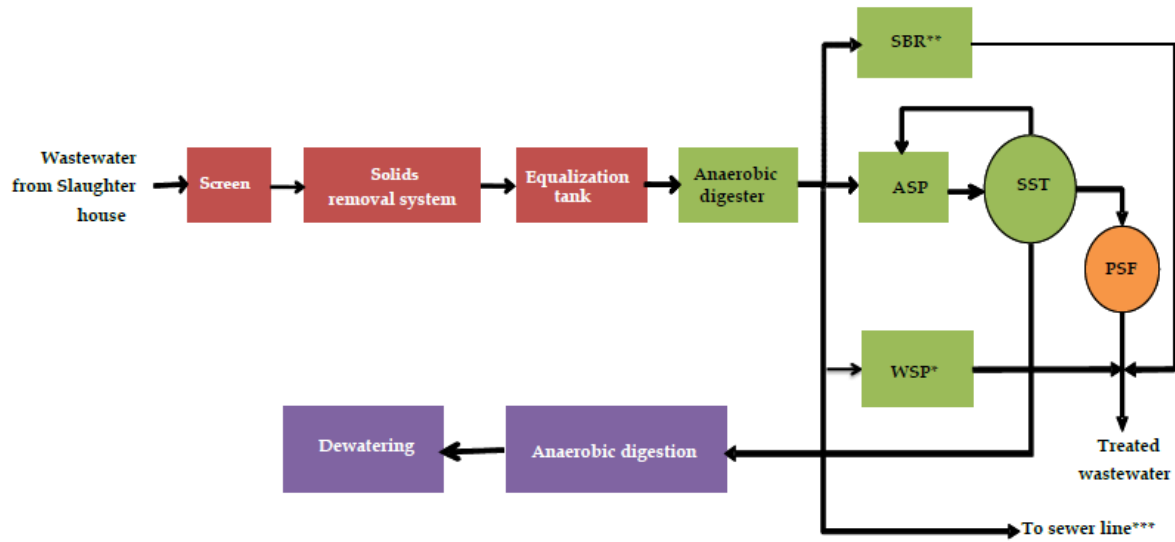 SBR**
Wastewater
from Slaughter
house
Screen
Solids
removal system
Equalization
tank
Anaerobic
digester
ASP
SST
PSF
WSP*
Dewatering
Anaerobic digestion
Treated
wastewater
To sewer line***